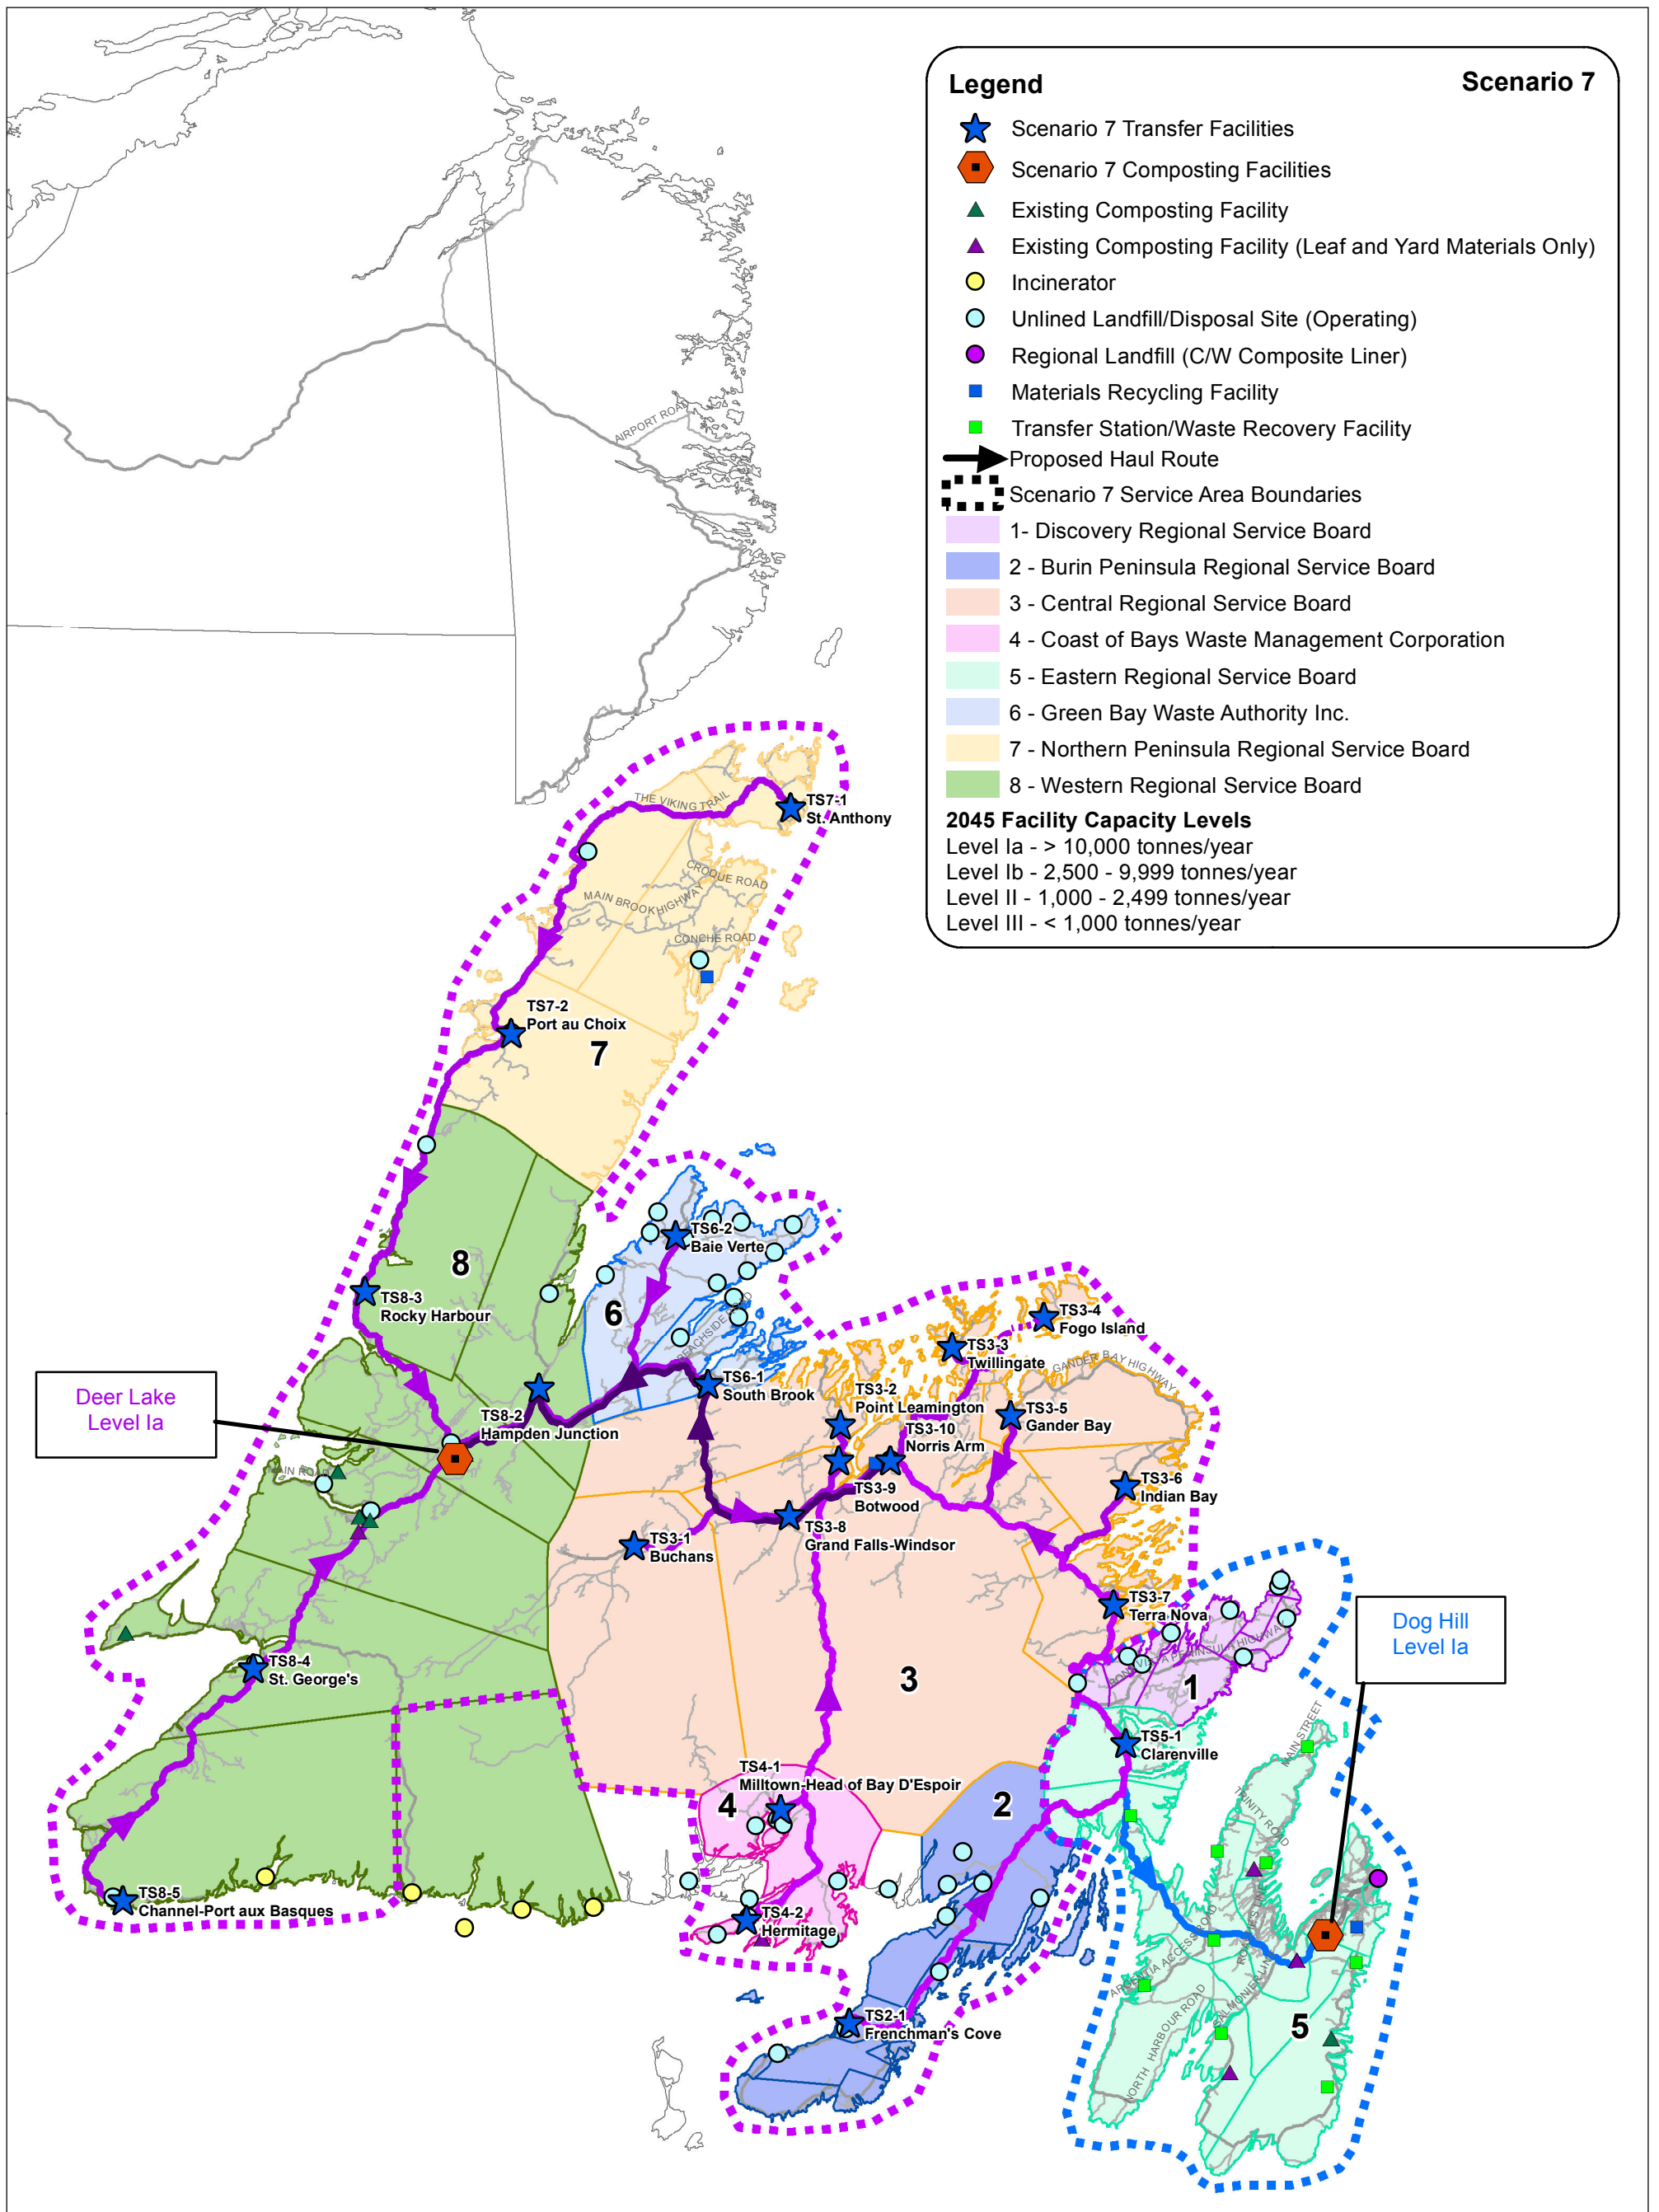 Legend
Scenario 7
Scenario 7 Transfer Facilities
Scenario 7 Composting Facilities
Existing Composting Facility
Existing Composting Facility (Leaf and Yard Materials Only)
Incinerator
Unlined Landfill/Disposal Site (Operating)
Regional Landfill (C/W Composite Liner)
Materials Recycling Facility
Transfer Station/Waste Recovery Facility
Proposed Haul Route
Scenario 7 Service Area Boundaries
1- Discovery Regional Service Board
2 - Burin Peninsula Regional Service Board
3 - Central Regional Service Board
4 - Coast of Bays Waste Management Corporation
5 - Eastern Regional Service Board
6 - Green Bay Waste Authority Inc.
7 - Northern Peninsula Regional Service Board
8 - Western Regional Service Board
2045 Facility Capacity Levels
Level Ia - > 10,000 tonnes/year
Level Ib - 2,500 - 9,999 tonnes/year
Level II - 1,000 - 2,499 tonnes/year
Level III - < 1,000 tonnes/year
AIRPORT ROAD
THE VIKING TRAIL
TS7-1
St. Anthony
CROQUE ROAD
MAIN BROOK HIGHWAY
CONCHE ROAD
TS7-2
Port au Choix
7
8
TS6-2
Baie Verte
6
TS8-3
Rocky Harbour
TS3-4
Fogo Island
TS3-3
Twillingate
GANDER BAY HIGHWAY
TS6-1
South Brook
TS3-2
Point Leamington
Deer Lake
Level Ia
TS8-2
Hampden Junction
TS3-5
Gander Bay
TS3-10
Norris Arm
MAIN ROAD
TS3-9
Botwood
TS3-6
Indian Bay
TS3-8
Grand Falls-Windsor
TS3-1
Buchans
TS3-7
Terra Nova
Dog Hill
Level Ia
BONAVISTA PENINSULA HIGHWAY
TS8-4
St. George's
3
1
MAIN STREET
TS5-1
Clarenville
TS4-1
Milltown-Head of Bay D'Espoir
4
2
TRINITY ROAD
TS8-5
Channel-Port aux Basques
TS4-2
Hermitage
ARGENTIA ACCESS ROAD
SALMONIER LINE
NORTH HARBOUR ROAD
5
TS2-1
Frenchman's Cove